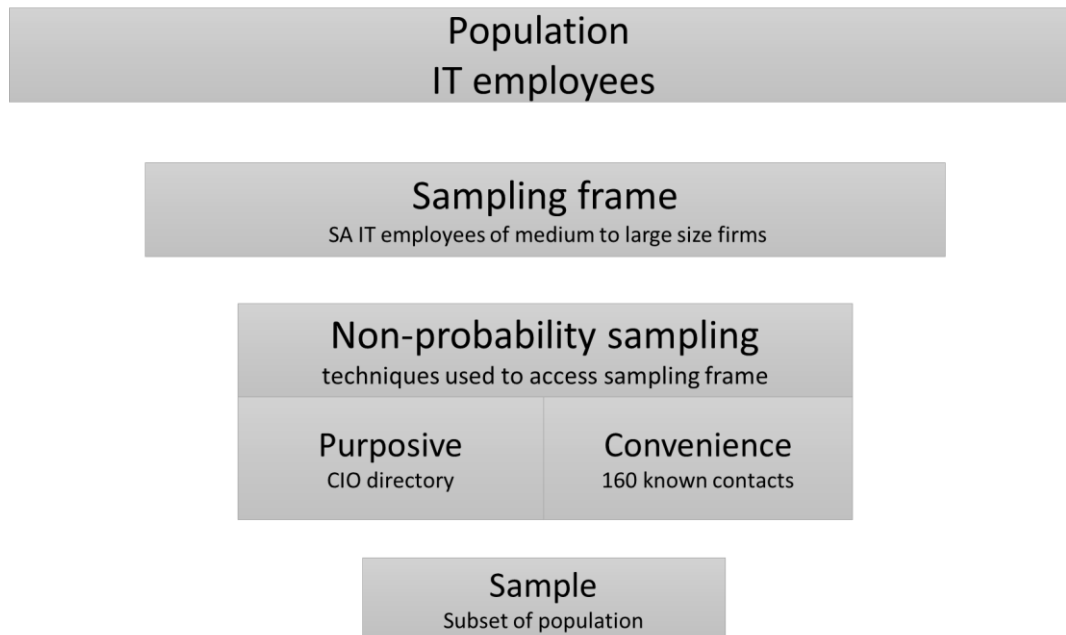 Population
IT employees
Sampling frame
SA IT employees of medium to large size firms
Non-probability sampling
techniques used to access sampling frame
Purposive
CIO directory
Convenience
160 known contacts
Sample
Subset of population